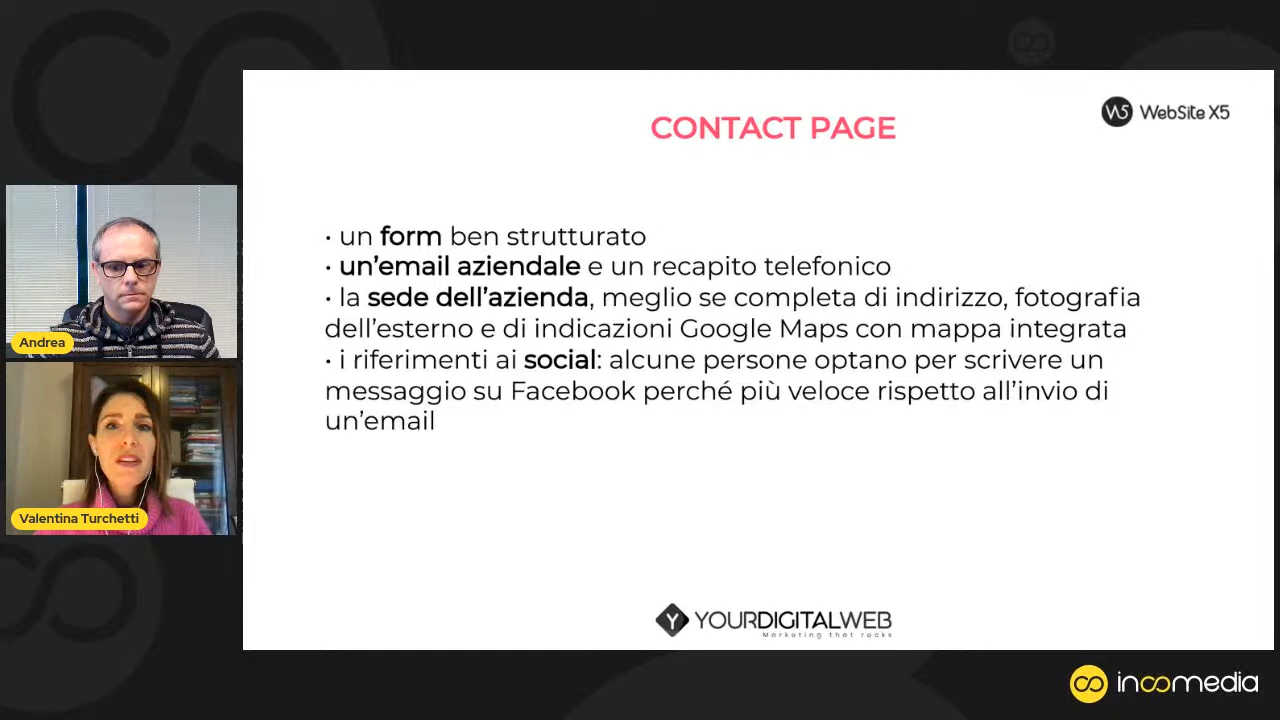 CONTACT PAGE
W5 WebSite X5
• un form ben strutturato
• un’email aziendale e un recapito telefonico
• la sede dell’azienda, meglio se completa di indirizzo, fotografia
dell’esterno e di indicazioni Google Maps con mappa integrata
• i riferimenti ai social: alcune persone optano per scrivere un
messaggio su Facebook perché più veloce rispetto all’invio di
un’email
Andrea
Valentina Turchetti
Y YOURDIGITALWEB
Marketing that rocks
incomedia